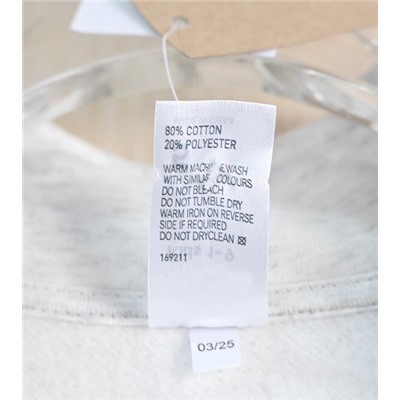 80% COTTON
20% POLYESTER
WARM MACHINE WASH
WITH SIMILAR COLOURS
DO NOT BLEACH
DO NOT TUMBLE DRY
WARM IRON ON REVERSE
SIDE IF REQUIRED
DO NOT DRYCLEAN
169211
03/25